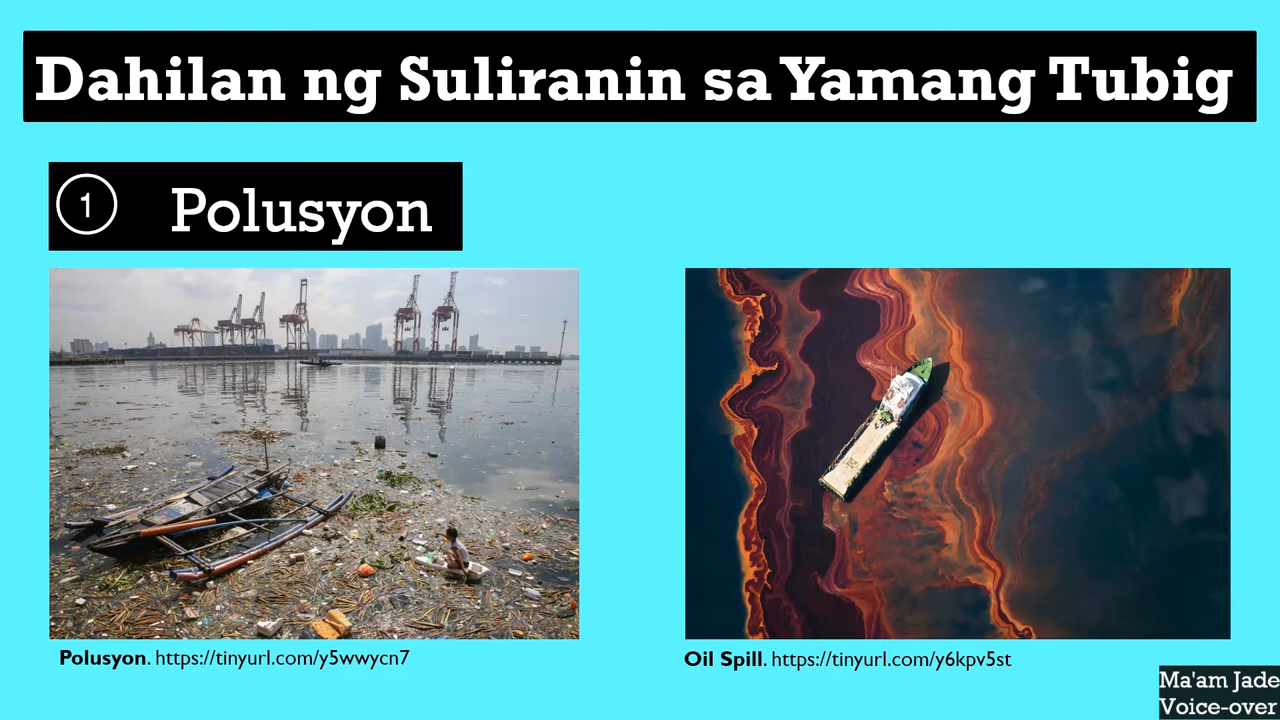 Dahilan ng Suliranin sa Yamang Tubig
1 Polusyon
Polusyon. https://tinyurl.com/y5wwycn7
Oil Spill. https://tinyurl.com/y6kpv5st
Ma'am Jade
Voice-over